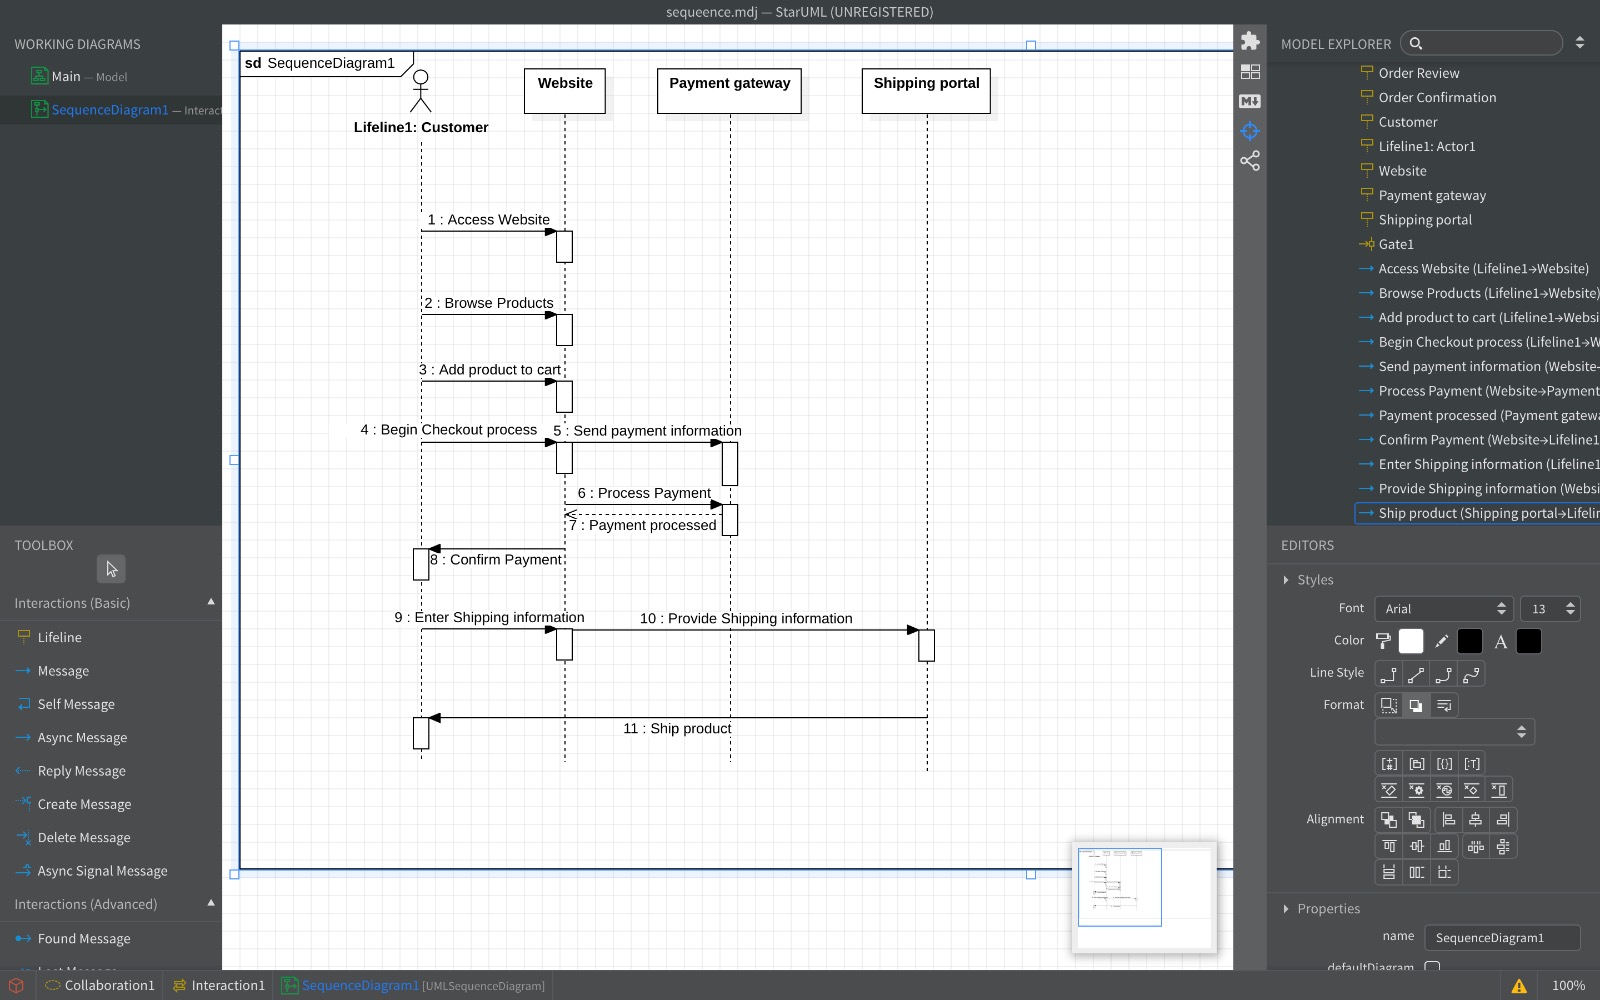 sequeence.mdj — StarUML (UNREGISTERED)
WORKING DIAGRAMS
Main — Model
SequenceDiagram1 — Interact
TOOLBOX
Interactions (Basic)
Lifeline
Message
Self Message
Async Message
Reply Message
Create Message
Delete Message
Async Signal Message
Interactions (Advanced)
Found Message
sd SequenceDiagram1
Lifeline1: Customer
Website
Payment gateway
Shipping portal
1 : Access Website
2 : Browse Products
3 : Add product to cart
4 : Begin Checkout process
5 : Send payment information
6 : Process Payment
7 : Payment processed
8 : Confirm Payment
9 : Enter Shipping information
10 : Provide Shipping information
11 : Ship product
MODEL EXPLORER
Order Review
Order Confirmation
Customer
Lifeline1: Actor1
Website
Payment gateway
Shipping portal
Gate1
Access Website (Lifeline1→Website)
Browse Products (Lifeline1→Website)
Add product to cart (Lifeline1→Websi
Begin Checkout process (Lifeline1→W
Send payment information (Website-
Process Payment (Website→Payment
Payment processed (Payment gatewa
Confirm Payment (Website→Lifeline1
Enter Shipping information (Lifeline1
Provide Shipping information (Websi
Ship product (Shipping portal→Lifelin
EDITORS
Styles
Font Arial 13
Color A
Line Style
Format
Alignment
Properties
name SequenceDiagram1
defaultDiagram
Collaboration1 Interaction1 SequenceDiagram1 [UMLSequenceDiagram] 100%